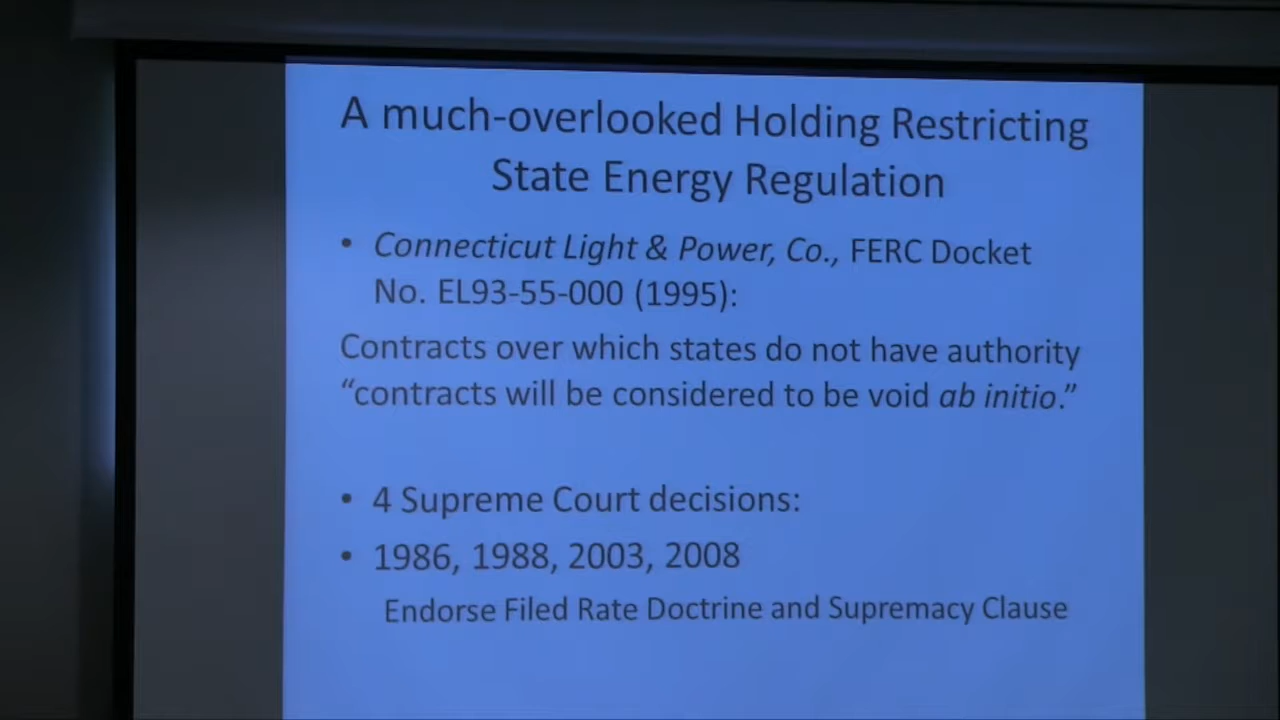 A much-overlooked Holding Restricting
State Energy Regulation
• Connecticut Light & Power, Co., FERC Docket
No. EL93-55-000 (1995):
Contracts over which states do not have authority
“contracts will be considered to be void ab initio.”
• 4 Supreme Court decisions:
• 1986, 1988, 2003, 2008
Endorse Filed Rate Doctrine and Supremacy Clause